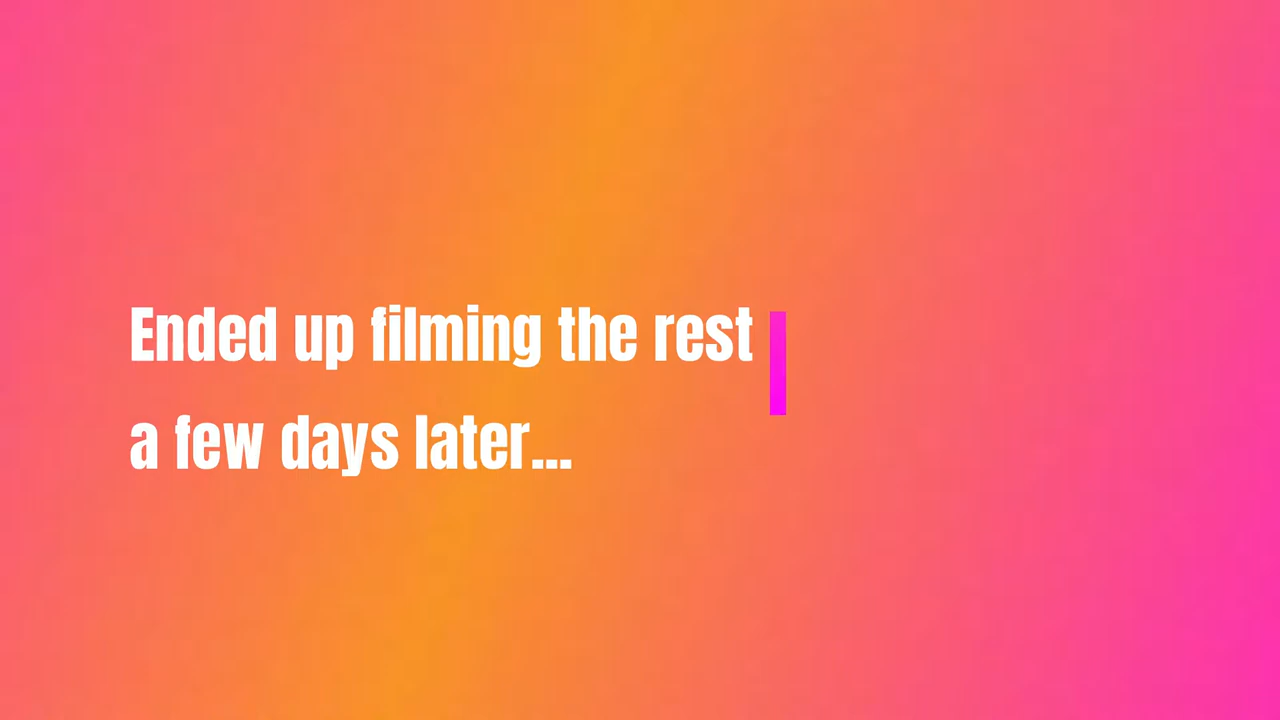 Ended up filming the rest
a few days later...